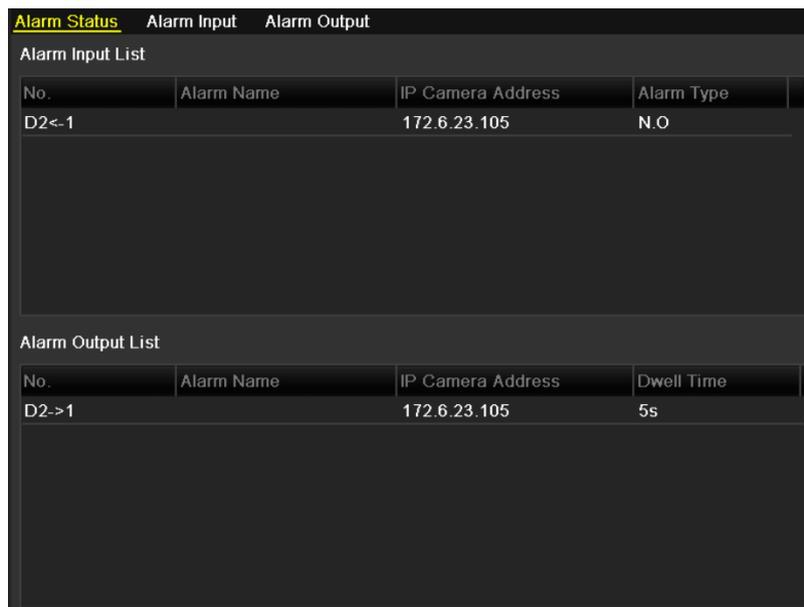 Alarm Status Alarm Input Alarm Output
Alarm Input List
No. Alarm Name IP Camera Address Alarm Type
D2<-1 172.6.23.105 N.O
Alarm Output List
No. Alarm Name IP Camera Address Dwell Time
D2->1 172.6.23.105 5s